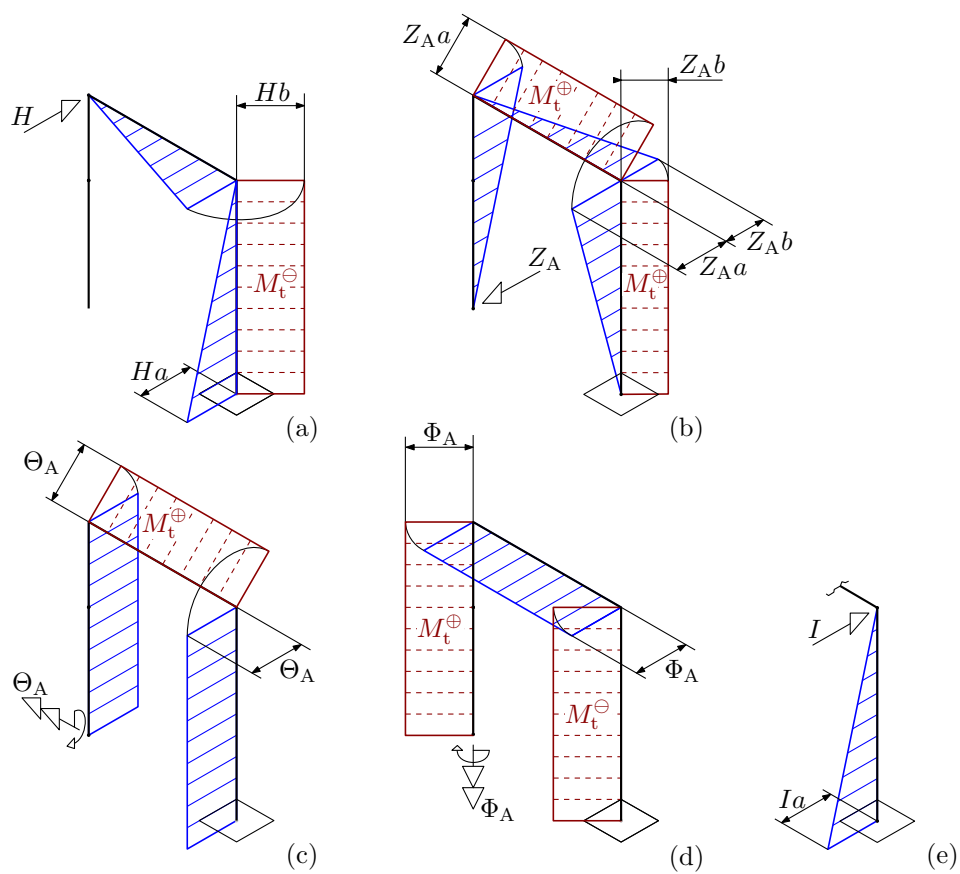 H
Hb
M_t^⊖
Ha
(a)
Z_A a
Z_A b
M_t^⊕
Z_A
Z_A b
Z_A a
M_t^⊕
(b)
Θ_A
M_t^⊕
Θ_A
Θ_A
(c)
Φ_A
M_t^⊕
Φ_A
M_t^⊖
Φ_A
(d)
I
Ia
(e)